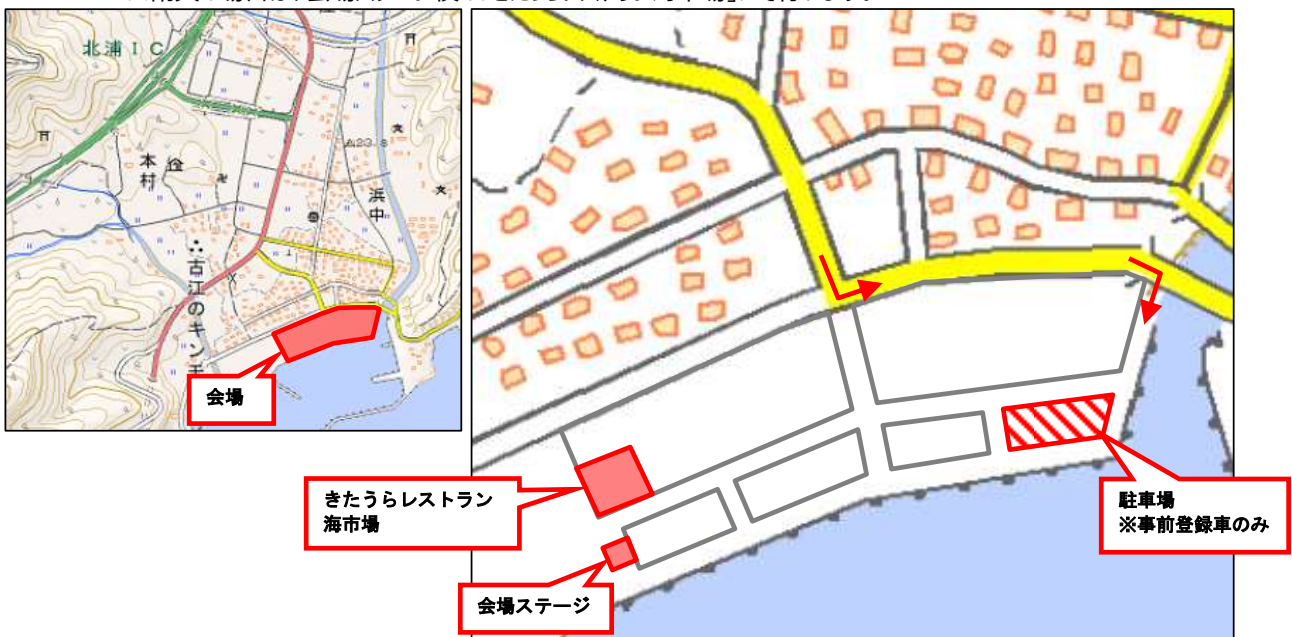 北浦IC
本村
浜中
古江のキンモ
会場
きたうらレストラン
海市場
会場ステージ
駐車場
※事前登録車のみ